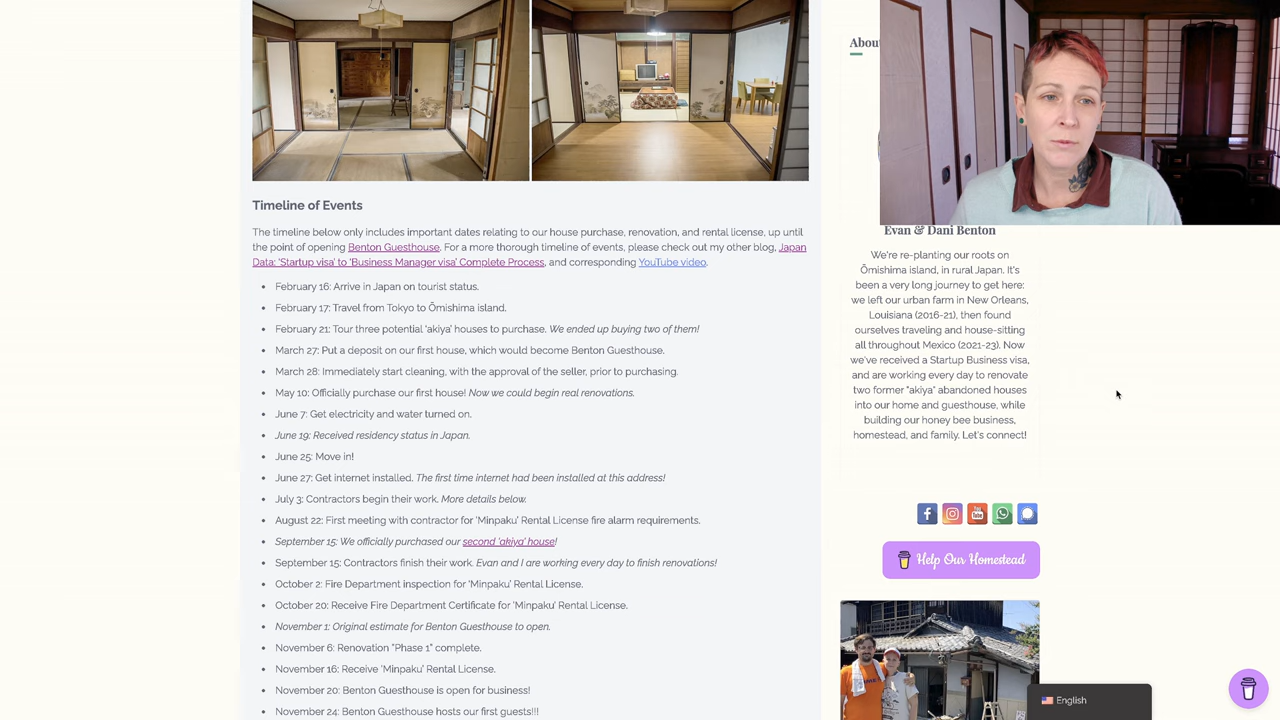 Timeline of Events
The timeline below only includes important dates relating to our house purchase, renovation, and rental license, up until
the point of opening Benton Guesthouse. For a more thorough timeline of events, please check out my other blog, Japan
Data: 'Startup visa' to 'Business Manager visa' Complete Process, and corresponding YouTube video.
• February 16: Arrive in Japan on tourist status.
• February 17: Travel from Tokyo to Ōmishima island.
• February 21: Tour three potential 'akiya' houses to purchase. We ended up buying two of them!
• March 27: Put a deposit on our first house, which would become Benton Guesthouse.
• March 28: Immediately start cleaning, with the approval of the seller, prior to purchasing.
• May 10: Officially purchase our first house! Now we could begin real renovations.
• June 7: Get electricity and water turned on.
• June 19: Received residency status in Japan.
• June 25: Move in!
• June 27: Get internet installed. The first time internet had been installed at this address!
• July 3: Contractors begin their work. More details below.
• August 22: First meeting with contractor for 'Minpaku' Rental License fire alarm requirements.
• September 15: We officially purchased our second 'akiya' house!
• September 15: Contractors finish their work. Evan and I are working every day to finish renovations!
• October 2: Fire Department inspection for 'Minpaku' Rental License.
• October 20: Receive Fire Department Certificate for 'Minpaku' Rental License.
• November 1: Original estimate for Benton Guesthouse to open.
• November 6: Renovation "Phase 1" complete.
• November 16: Receive 'Minpaku' Rental License.
• November 20: Benton Guesthouse is open for business!
• November 24: Benton Guesthouse hosts our first guests!!!
Abou
Evan & Dani Benton
We're re-planting our roots on
Ōmishima island, in rural Japan. It's
been a very long journey to get here:
we left our urban farm in New Orleans,
Louisiana (2016-21), then found
ourselves traveling and house-sitting
all throughout Mexico (2021-23). Now
we've received a Startup Business visa,
and are working every day to renovate
two former "akiya" abandoned houses
into our home and guesthouse, while
building our honey bee business,
homestead, and family. Let's connect!
You
Tube
Help Our Homestead
English